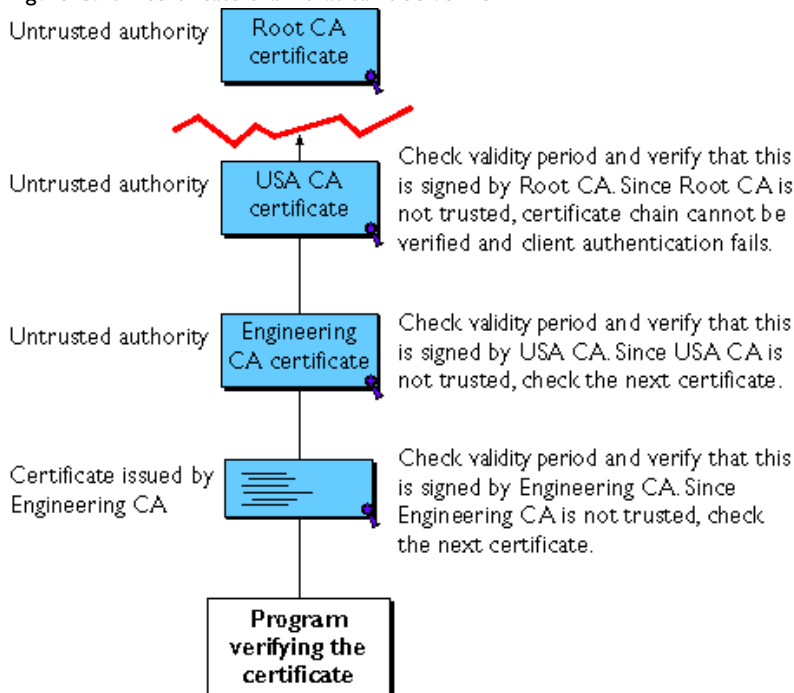 Untrusted authority
Root CA
certificate
Untrusted authority
USA CA
certificate
Check validity period and verify that this
is signed by Root CA. Since Root CA is
not trusted, certificate chain cannot be
verified and client authentication fails.
Untrusted authority
Engineering
CA certificate
Check validity period and verify that this
is signed by USA CA. Since USA CA is
not trusted, check the next certificate.
Certificate issued by
Engineering CA
Check validity period and verify that this
is signed by Engineering CA. Since
Engineering CA is not trusted, check
the next certificate.
Program
verifying the
certificate